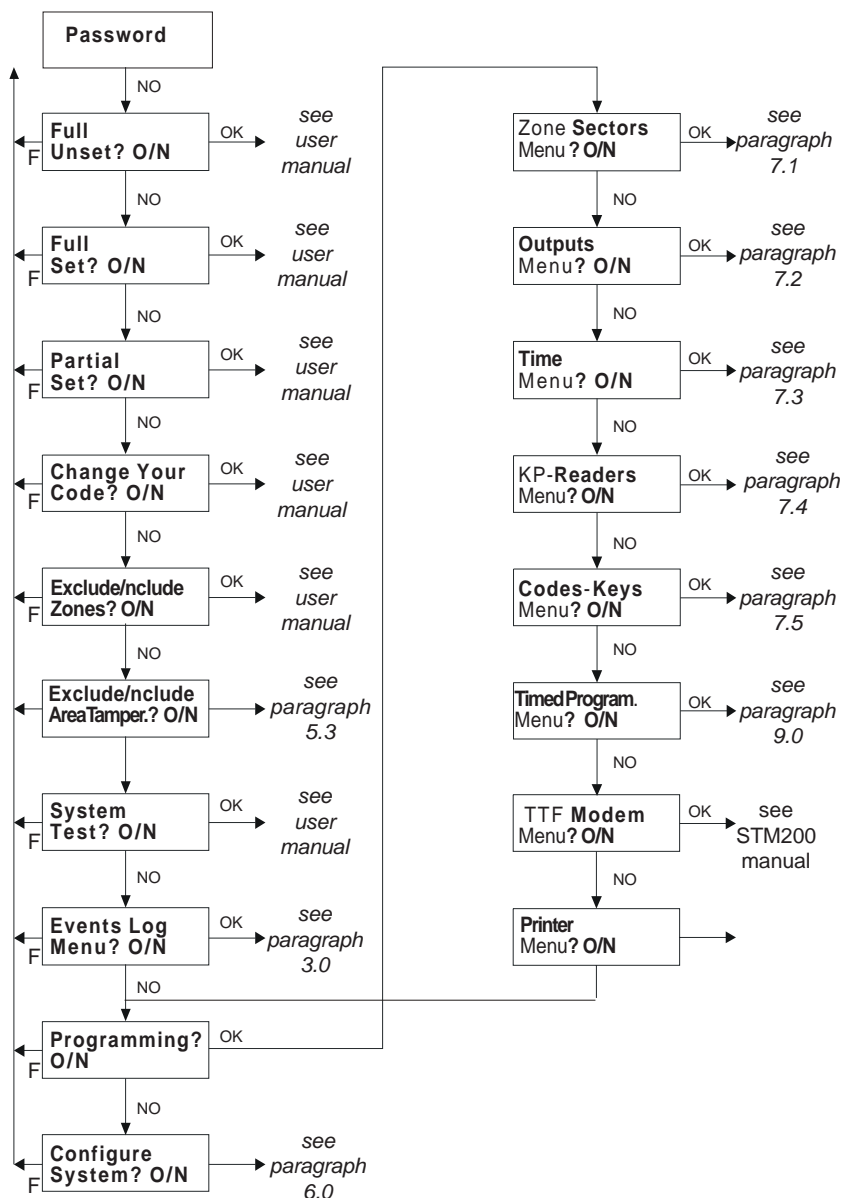 Password
NO
Full
Unset? O/N
OK
see
user
manual
F
NO
Full
Set? O/N
OK
see
user
manual
F
NO
Partial
Set? O/N
OK
see
user
manual
F
NO
Change Your
Code? O/N
OK
see
user
manual
F
NO
Exclude/nclude
Zones? O/N
OK
see
user
manual
F
NO
Exclude/nclude
AreaTamper.? O/N
see
paragraph
5.3
System
Test? O/N
OK
see
user
manual
F
NO
Events Log
Menu? O/N
OK
see
paragraph
3.0
F
NO
Programming?
O/N
OK
F
NO
Configure
System? O/N
see
paragraph
6.0
F
Zone Sectors
Menu ? O/N
OK
see
paragraph
7.1
NO
Outputs
Menu? O/N
OK
see
paragraph
7.2
NO
Time
Menu? O/N
OK
see
paragraph
7.3
NO
KP-Readers
Menu? O/N
OK
see
paragraph
7.4
NO
Codes-Keys
Menu? O/N
OK
see
paragraph
7.5
NO
TimedProgram.
Menu? O/N
OK
see
paragraph
9.0
NO
TTF Modem
Menu? O/N
OK
see
STM200
manual
NO
Printer
Menu? O/N